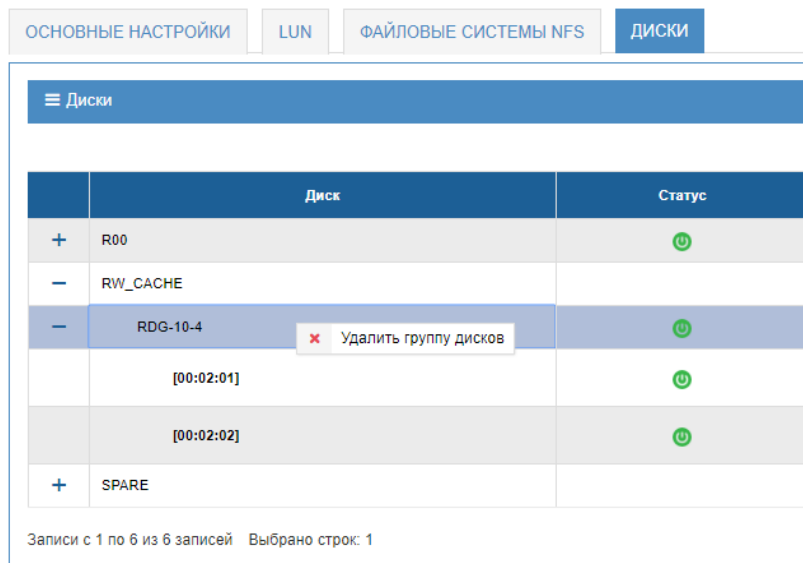 ОСНОВНЫЕ НАСТРОЙКИ LUN ФАЙЛОВЫЕ СИСТЕМЫ NFS ДИСКИ
Диски
Диск Статус
R00
RW_CACHE
RDG-10-4
Удалить группу дисков
[00:02:01]
[00:02:02]
SPARE
Записи с 1 по 6 из 6 записей Выбрано строк: 1